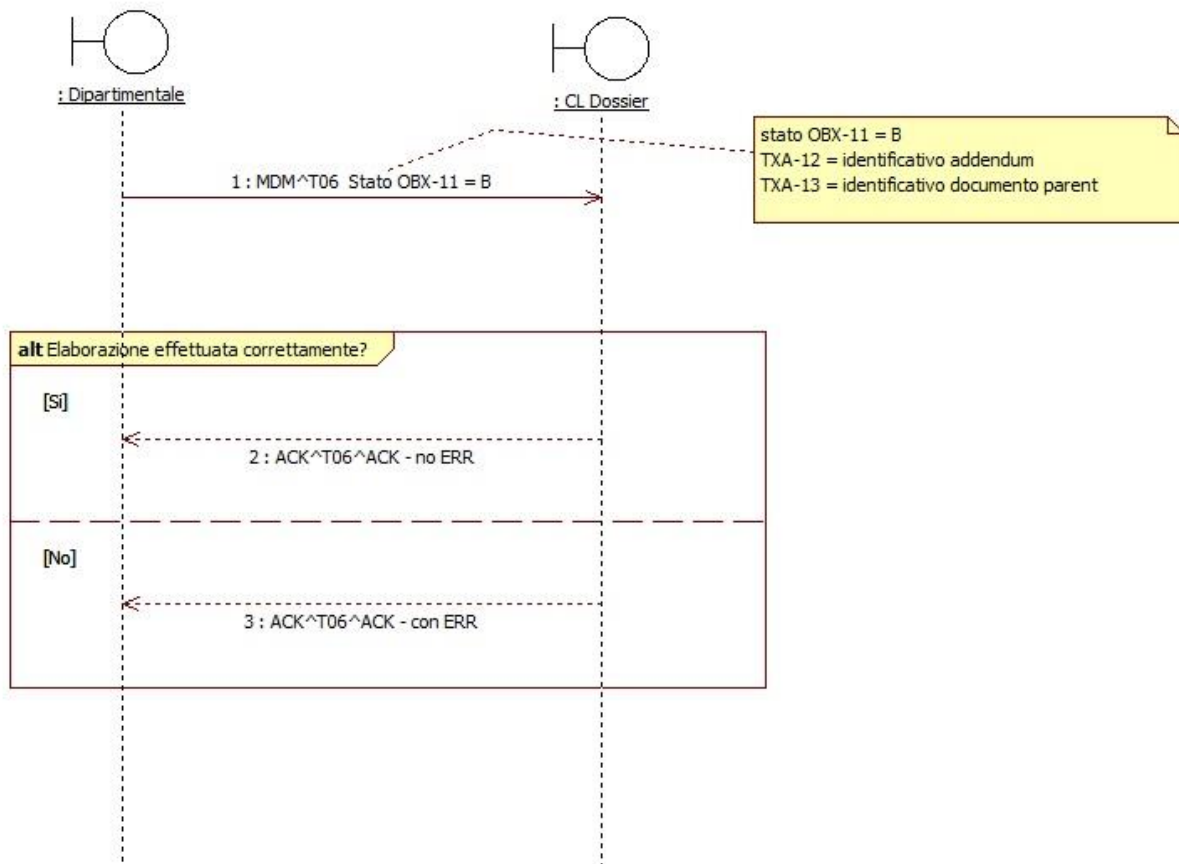 : Dipartimentale
: CL Dossier
stato OBX-11 = B
TXA-12 = identificativo addendum
TXA-13 = identificativo documento parent
1 : MDM^T06 Stato OBX-11 = B
alt Elaborazione effettuata correttamente?
[Si]
2 : ACK^T06^ACK - no ERR
[No]
3 : ACK^T06^ACK - con ERR